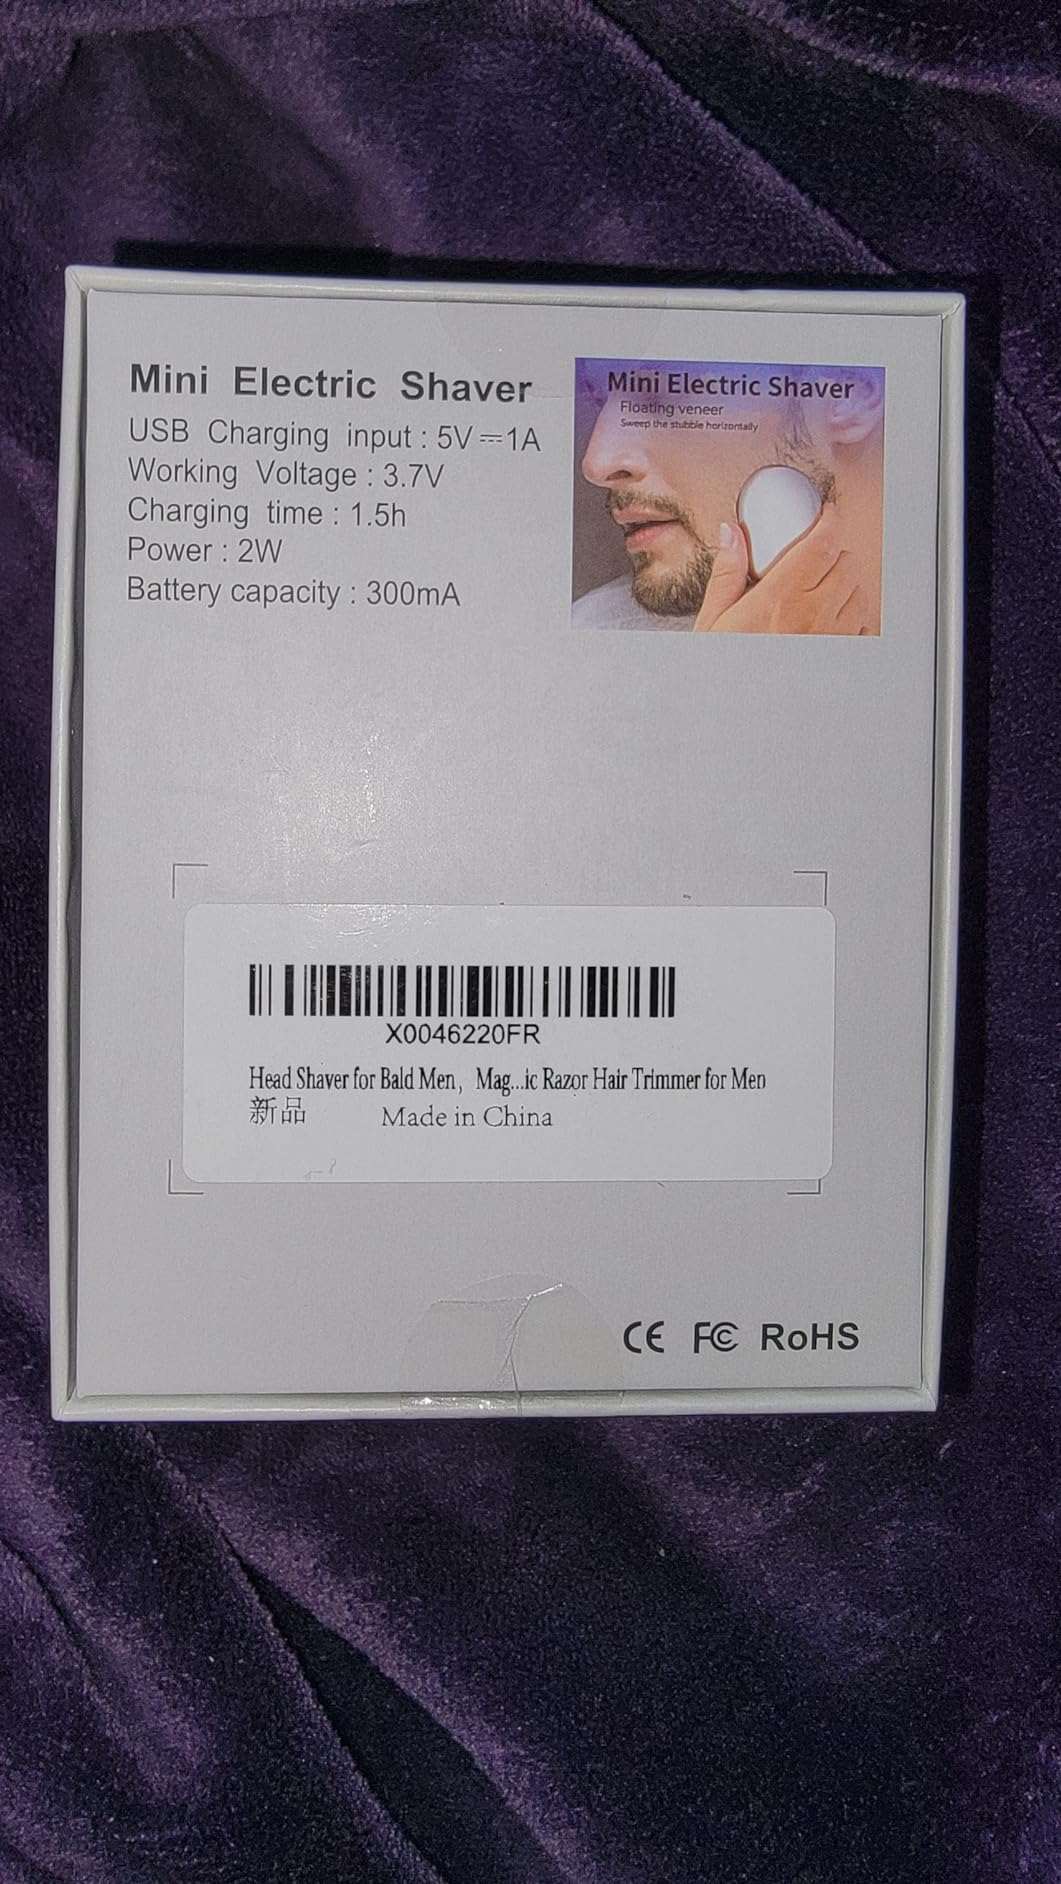 Mini Electric Shaver
USB Charging input : 5V⎓1A
Working Voltage : 3.7V
Charging time : 1.5h
Power : 2W
Battery capacity : 300mA
Mini Electric Shaver
Floating veneer
Sweep the stubble horizontally
X0046220FR
Head Shaver for Bald Men， Mag...ic Razor Hair Trimmer for Men
新品 Made in China
CE FC RoHS